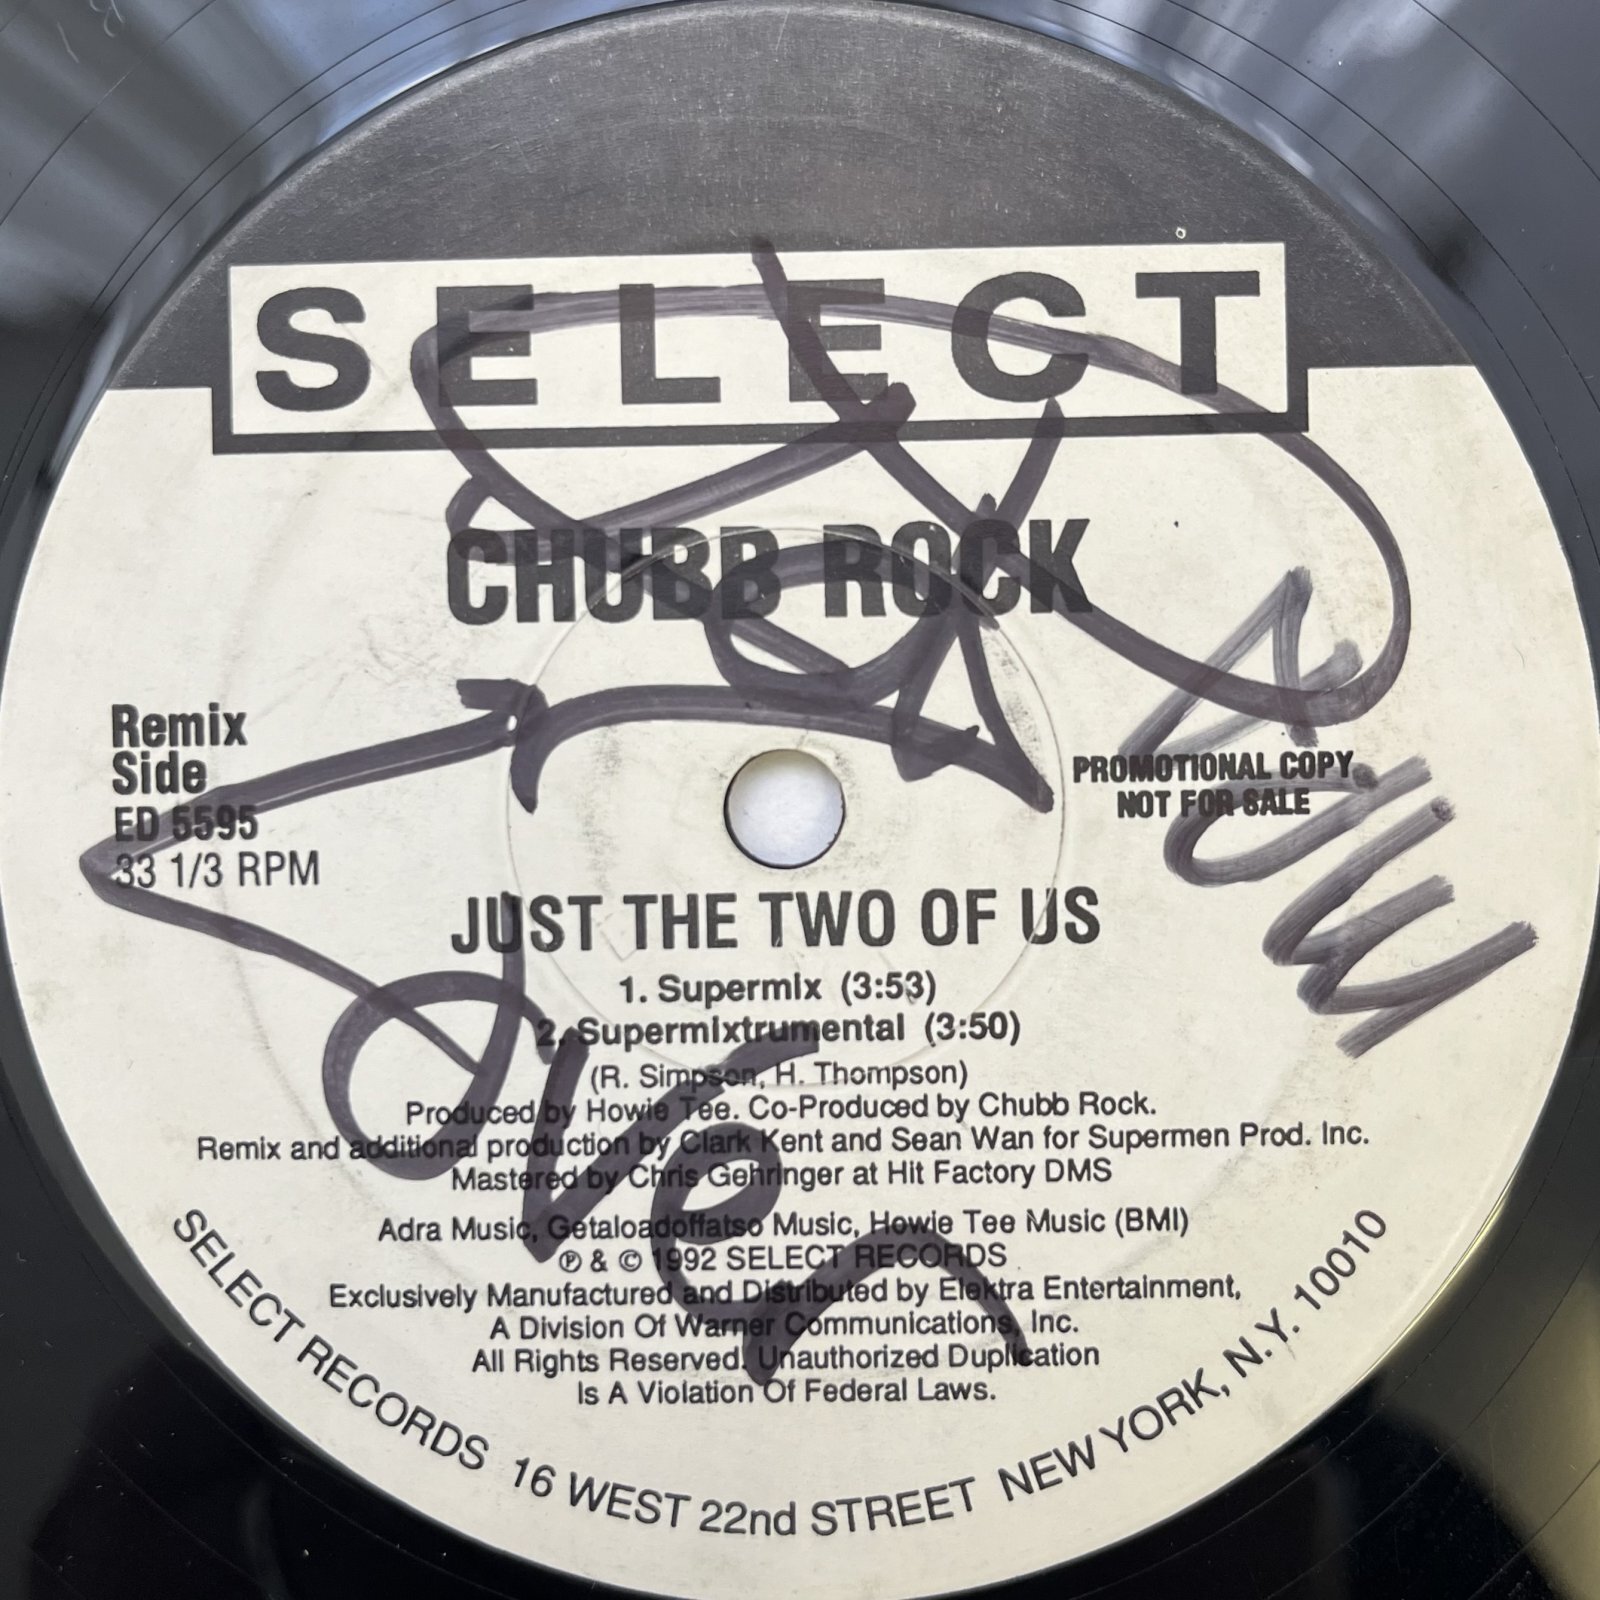 SELECT
CHUBB ROCK
Remix
Side
ED 5595
33 1/3 RPM
PROMOTIONAL COPY
NOT FOR SALE
JUST THE TWO OF US
1. Supermix (3:53)
2. Supermixtrumental (3:50)
(R. Simpson, H. Thompson)
Produced by Howie Tee. Co-Produced by Chubb Rock.
Remix and additional production by Clark Kent and Sean Wan for Supermen Prod. Inc.
Mastered by Chris Gehringer at Hit Factory DMS
Adra Music, Getaloadoffatso Music, Howie Tee Music (BMI)
℗ & © 1992 SELECT RECORDS
Exclusively Manufactured and Distributed by Elektra Entertainment,
A Division Of Warner Communications, Inc.
All Rights Reserved. Unauthorized Duplication
Is A Violation Of Federal Laws.
SELECT RECORDS 16 WEST 22nd STREET NEW YORK, N.Y. 10010